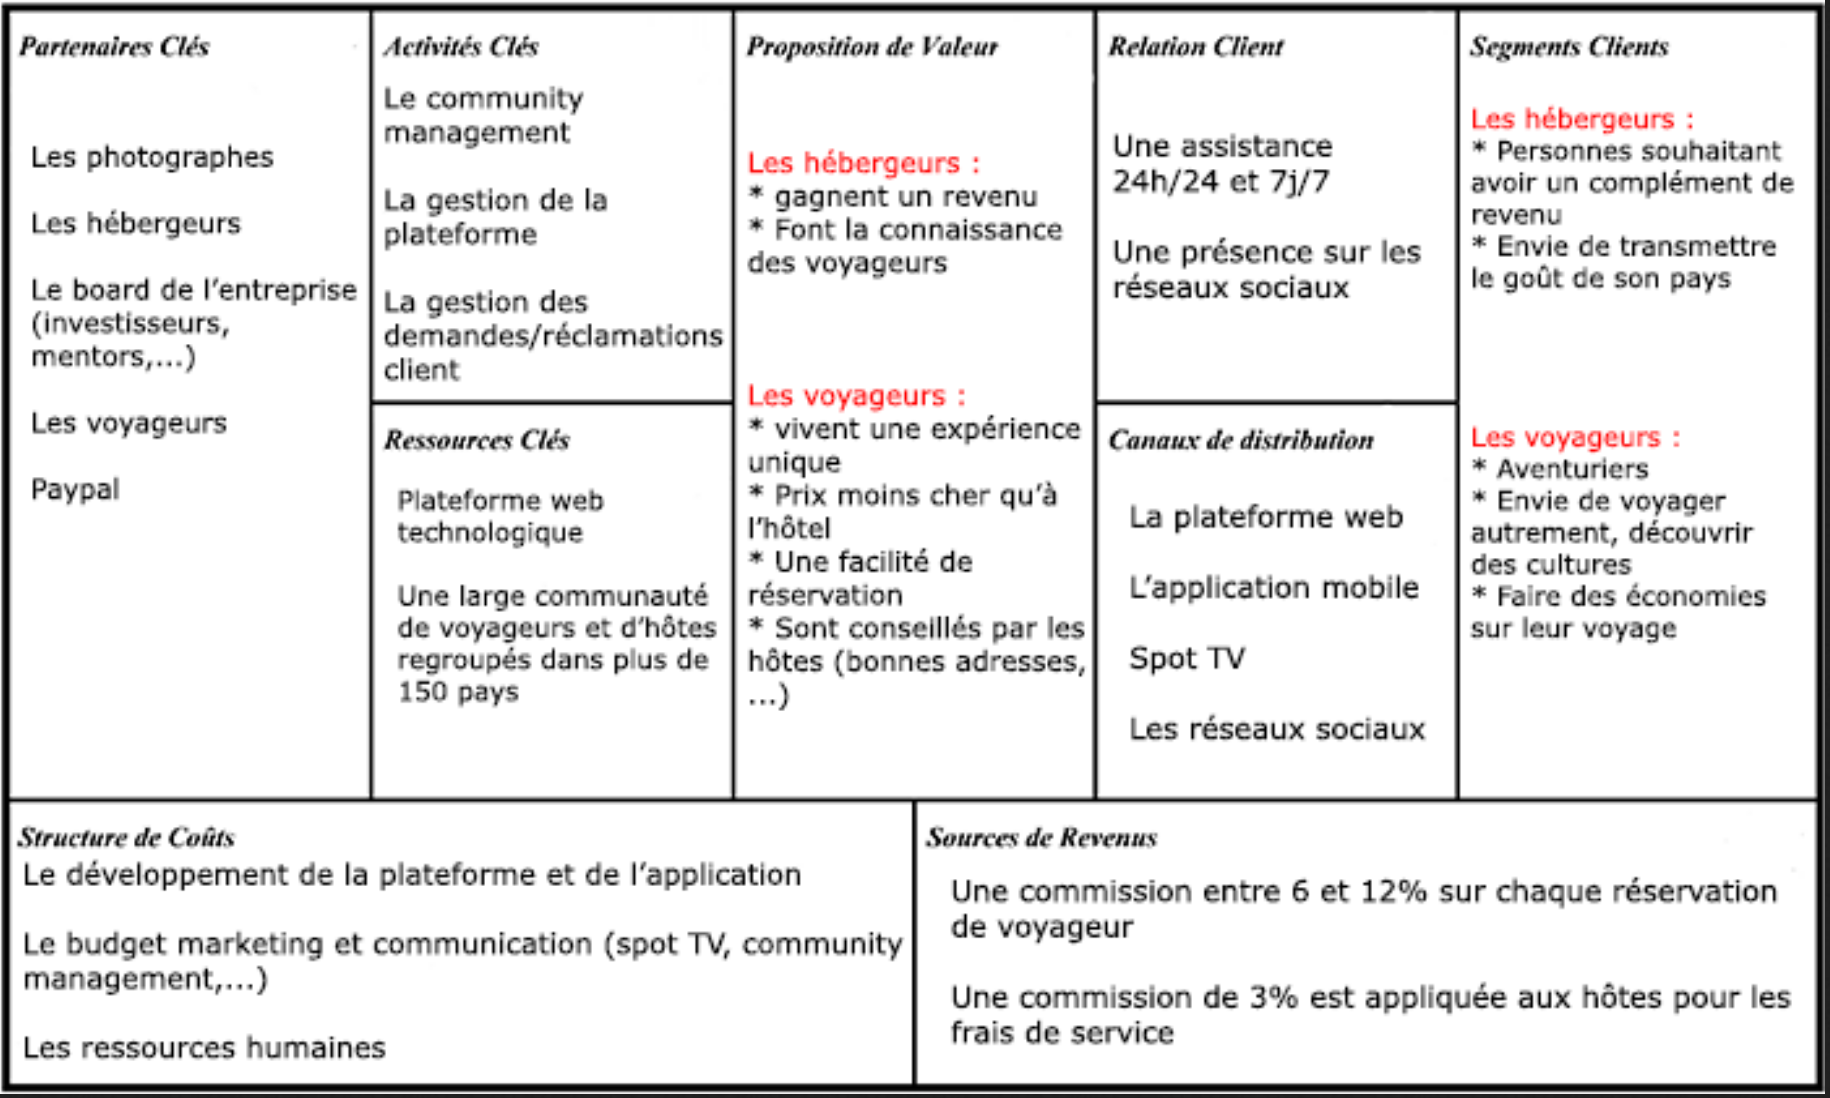 Partenaires Clés
Les photographes
Les hébergeurs
Le board de l'entreprise
(investisseurs,
mentors,...)
Les voyageurs
Paypal
Activités Clés
Le community
management
La gestion de la
plateforme
La gestion des
demandes/réclamations
client
Ressources Clés
Plateforme web
technologique
Une large communauté
de voyageurs et d'hôtes
regroupés dans plus de
150 pays
Proposition de Valeur
Les hébergeurs :
* gagnent un revenu
* Font la connaissance
des voyageurs
Les voyageurs :
* vivent une expérience
unique
* Prix moins cher qu'à
l'hôtel
* Une facilité de
réservation
* Sont conseillés par les
hôtes (bonnes adresses,
...)
Relation Client
Une assistance
24h/24 et 7j/7
Une présence sur les
réseaux sociaux
Canaux de distribution
La plateforme web
L'application mobile
Spot TV
Les réseaux sociaux
Segments Clients
Les hébergeurs :
* Personnes souhaitant
avoir un complément de
revenu
* Envie de transmettre
le goût de son pays
Les voyageurs :
* Aventuriers
* Envie de voyager
autrement, découvrir
des cultures
* Faire des économies
sur leur voyage
Structure de Coûts
Le développement de la plateforme et de l'application
Le budget marketing et communication (spot TV, community
management,...)
Les ressources humaines
Sources de Revenus
Une commission entre 6 et 12% sur chaque réservation
de voyageur
Une commission de 3% est appliquée aux hôtes pour les
frais de service